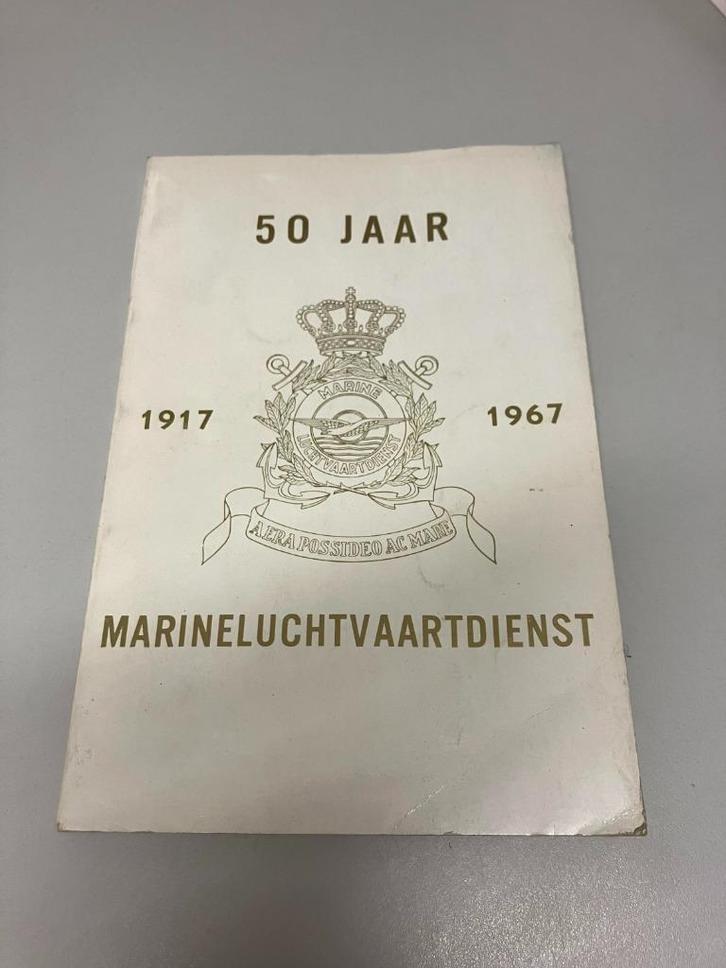 50 JAAR
1917
1967
MARINE
LUCHTVAARTDIENST
AERA POSSIDEO AC MARE
MARINELUCHTVAARTDIENST